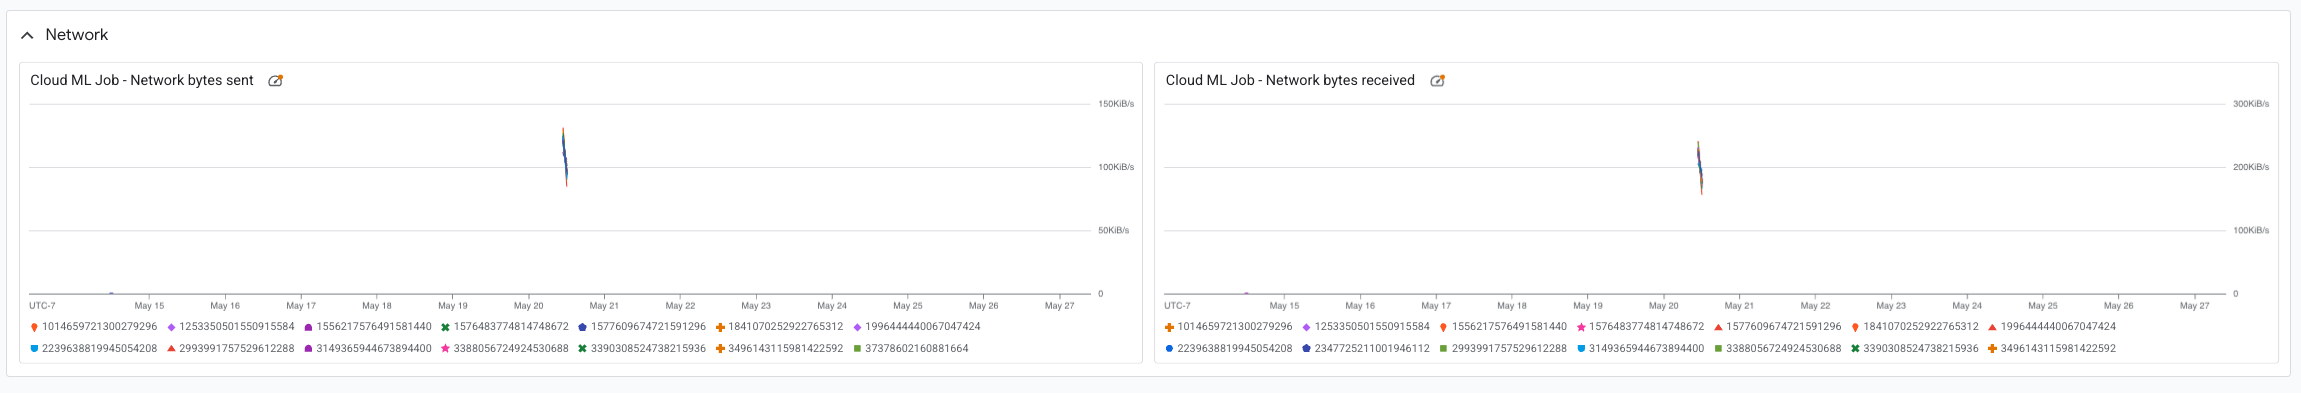 Network
Cloud ML Job - Network bytes sent
150KiB/s
100KiB/s
50KiB/s
0
UTC-7 May 15 May 16 May 17 May 18 May 19 May 20 May 21 May 22 May 23 May 24 May 25 May 26 May 27
1014659721300279296 1253350501550915584 1556217576491581440 1576483774814748672 1577609674721591296 1841070252922765312 1996444440067047424
2239638819945054208 2993991757529612288 3149365944673894400 3388056724924530688 3390308524738215936 3496143115981422592 37378602160881664
Cloud ML Job - Network bytes received
300KiB/s
200KiB/s
100KiB/s
0
UTC-7 May 15 May 16 May 17 May 18 May 19 May 20 May 21 May 22 May 23 May 24 May 25 May 26 May 27
1014659721300279296 1253350501550915584 1556217576491581440 1576483774814748672 1577609674721591296 1841070252922765312 1996444440067047424
2239638819945054208 2347725211001946112 2993991757529612288 3149365944673894400 3388056724924530688 3390308524738215936 3496143115981422592